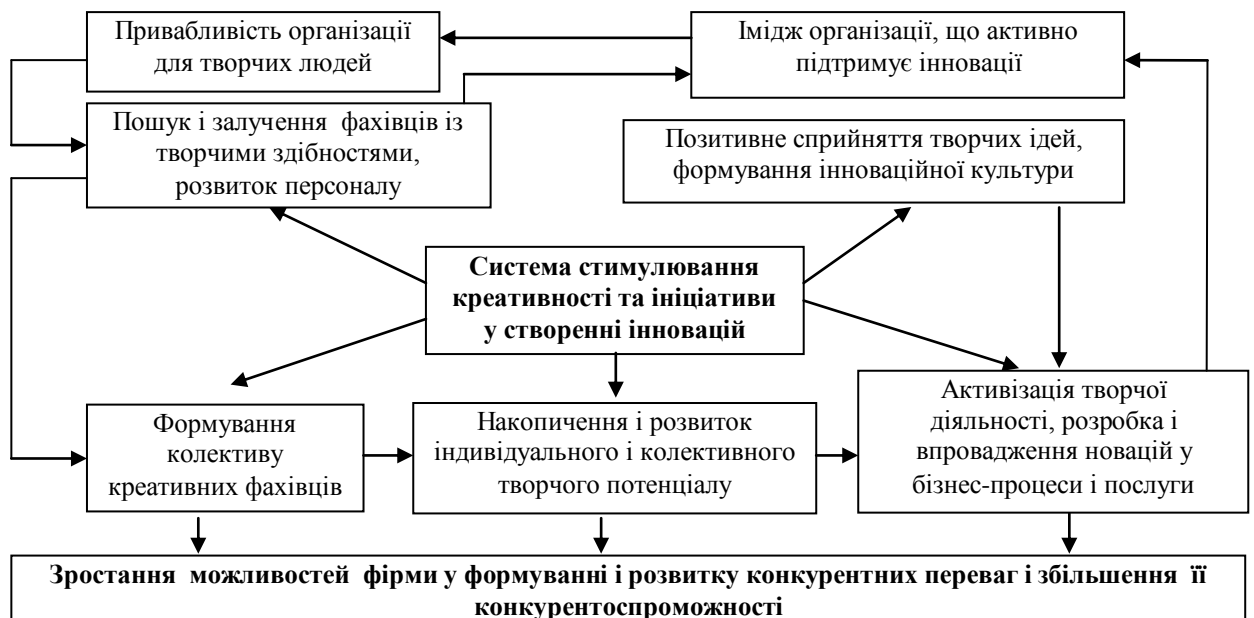 Привабливість організації
для творчих людей
Імідж організації, що активно
підтримує інновації
Пошук і залучення фахівців із
творчими здібностями,
розвиток персоналу
Позитивне сприйняття творчих ідей,
формування інноваційної культури
Система стимулювання
креативності та ініціативи
у створенні інновацій
Формування
колективу
креативних фахівців
Накопичення і розвиток
індивідуального і колективного
творчого потенціалу
Активізація творчої
діяльності, розробка і
впровадження новацій у
бізнес-процеси і послуги
Зростання можливостей фірми у формуванні і розвитку конкурентних переваг і збільшення її
конкурентоспроможності